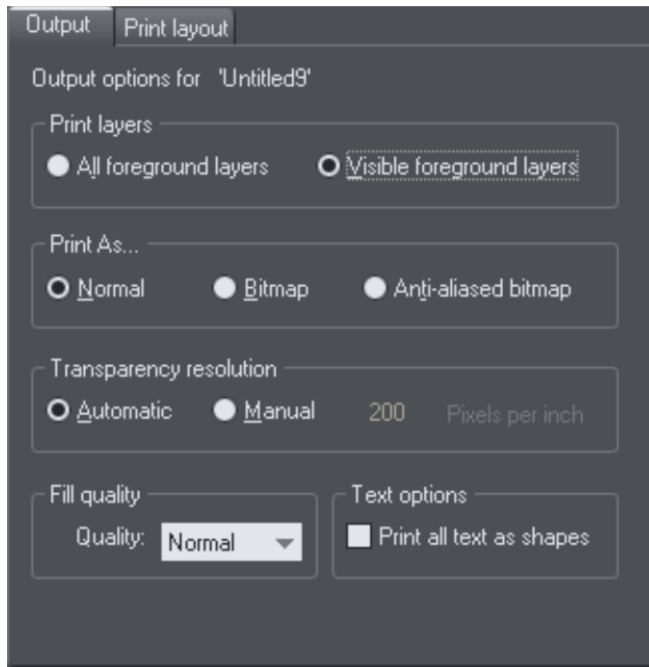 Output Print layout
Output options for 'Untitled9'
Print layers
All foreground layers Visible foreground layers
Print As...
Normal Bitmap Anti-aliased bitmap
Transparency resolution
Automatic Manual 200 Pixels per inch
Fill quality Text options
Quality: Normal Print all text as shapes